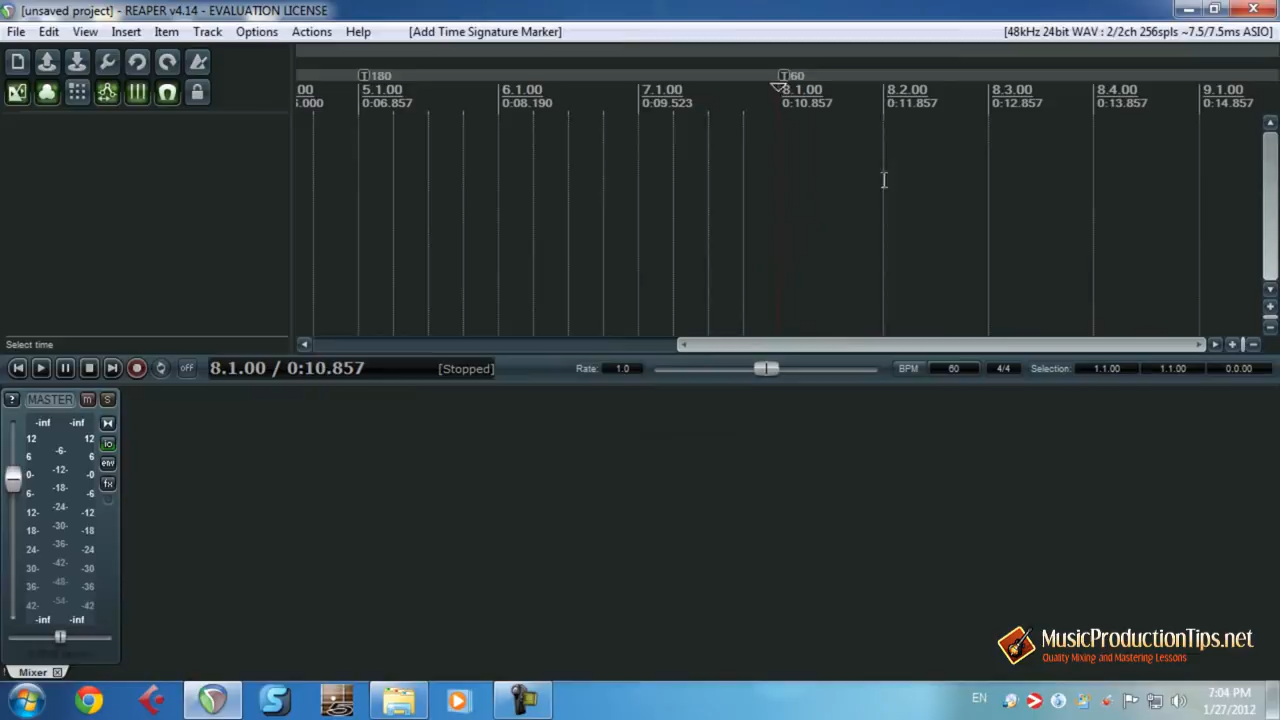 [unsaved project] - REAPER v4.14 - EVALUATION LICENSE
File Edit View Insert Item Track Options Actions Help [Add Time Signature Marker] [48kHz 24bit WAV : 2/2ch 256spls ~7.5/7.5ms ASIO]
180 60
00 5.1.00 6.1.00 7.1.00 8.1.00 8.2.00 8.3.00 8.4.00 9.1.00
.000 0:06.857 0:08.190 0:09.523 0:10.857 0:11.857 0:12.857 0:13.857 0:14.857
Select time
OFF 8.1.00 / 0:10.857 [Stopped] Rate: 1.0 BPM 60 4/4 Selection: 1.1.00 1.1.00 0.0.00
? MASTER m S
-inf -inf
12 12
-6-
6 6
-12-
0- -0
-18-
6- -6
-24-
12- -12
-30-
18- -18
-36-
24- -24
-42-
30- -30
-48-
36- -36
-54-
42- -42
-inf -inf
io
env
fx
Mixer
MusicProductionTips.net
Quality Mixing and Mastering Lessons
EN
7:04 PM
1/27/2012